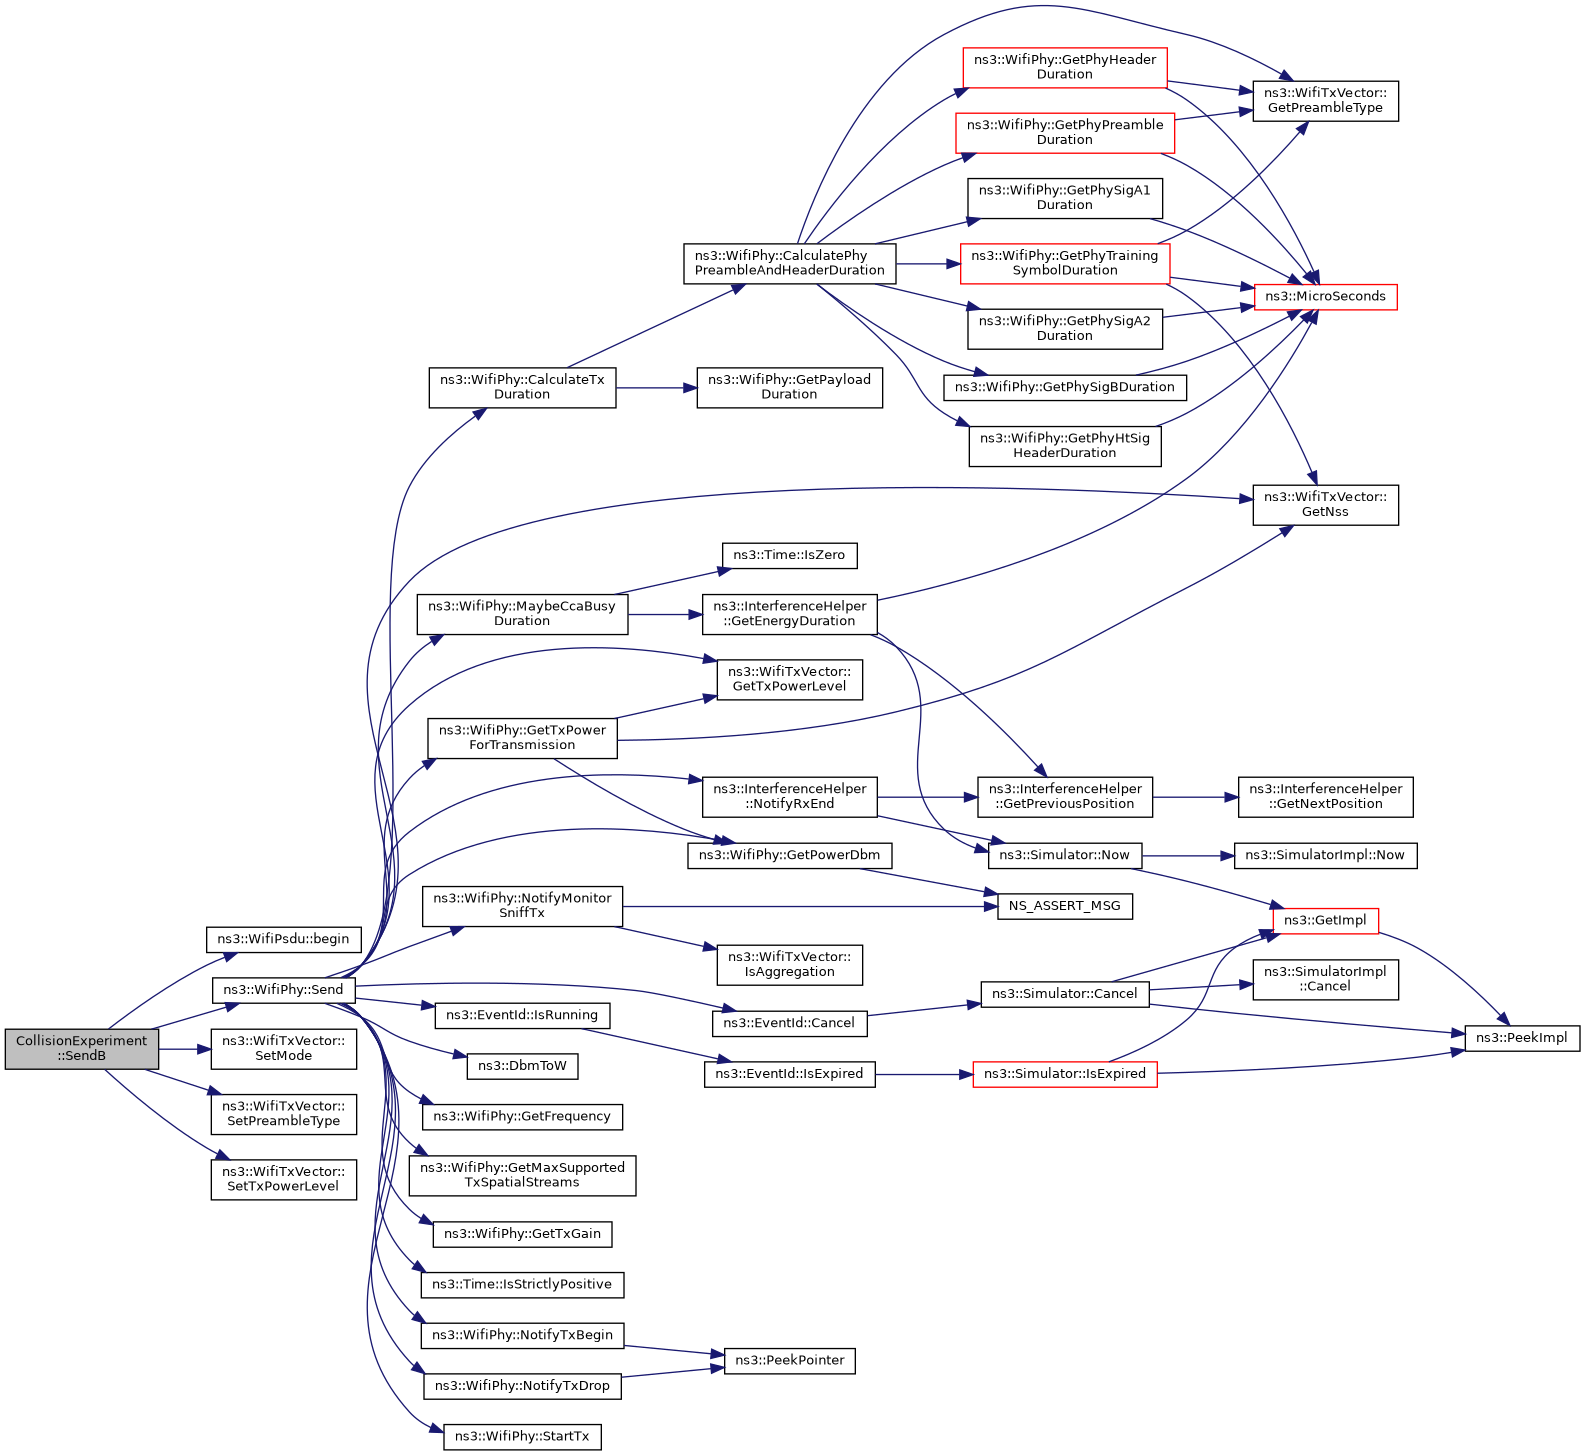 ns3::WifiPhy::GetPhyHeader
Duration
ns3::WifiTxVector::
GetPreambleType
ns3::WifiPhy::GetPhyPreamble
Duration
ns3::WifiPhy::GetPhySigA1
Duration
ns3::WifiPhy::CalculatePhy
PreambleAndHeaderDuration
ns3::WifiPhy::GetPhyTraining
SymbolDuration
ns3::MicroSeconds
ns3::WifiPhy::GetPhySigA2
Duration
ns3::WifiPhy::CalculateTx
Duration
ns3::WifiPhy::GetPayload
Duration
ns3::WifiPhy::GetPhySigBDuration
ns3::WifiPhy::GetPhyHtSig
HeaderDuration
ns3::WifiTxVector::
GetNss
ns3::Time::IsZero
ns3::WifiPhy::MaybeCcaBusy
Duration
ns3::InterferenceHelper
::GetEnergyDuration
ns3::WifiTxVector::
GetTxPowerLevel
ns3::WifiPhy::GetTxPower
ForTransmission
ns3::InterferenceHelper
::NotifyRxEnd
ns3::InterferenceHelper
::GetPreviousPosition
ns3::InterferenceHelper
::GetNextPosition
ns3::WifiPhy::GetPowerDbm
ns3::Simulator::Now
ns3::SimulatorImpl::Now
ns3::WifiPhy::NotifyMonitor
SniffTx
NS_ASSERT_MSG
ns3::GetImpl
ns3::WifiPsdu::begin
ns3::WifiTxVector::
IsAggregation
ns3::SimulatorImpl
::Cancel
ns3::WifiPhy::Send
ns3::Simulator::Cancel
ns3::EventId::IsRunning
ns3::EventId::Cancel
ns3::PeekImpl
CollisionExperiment
::SendB
ns3::WifiTxVector::
SetMode
ns3::DbmToW
ns3::EventId::IsExpired
ns3::Simulator::IsExpired
ns3::WifiTxVector::
SetPreambleType
ns3::WifiPhy::GetFrequency
ns3::WifiTxVector::
SetTxPowerLevel
ns3::WifiPhy::GetMaxSupported
TxSpatialStreams
ns3::WifiPhy::GetTxGain
ns3::Time::IsStrictlyPositive
ns3::WifiPhy::NotifyTxBegin
ns3::PeekPointer
ns3::WifiPhy::NotifyTxDrop
ns3::WifiPhy::StartTx